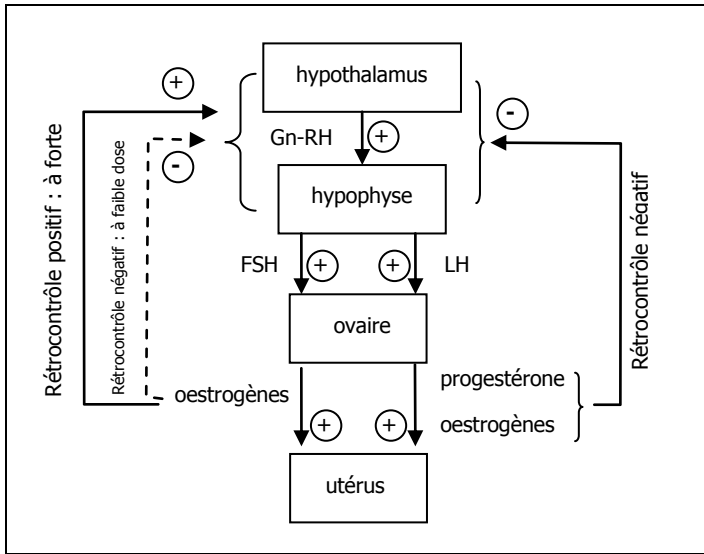 hypothalamus
+
-
Gn-RH
+
-
hypophyse
FSH
+
+
LH
ovaire
Rétrocontrôle positif : à forte
Rétrocontrôle négatif : à faible dose
Rétrocontrôle négatif
oestrogènes
progestérone
+
+
oestrogènes
utérus